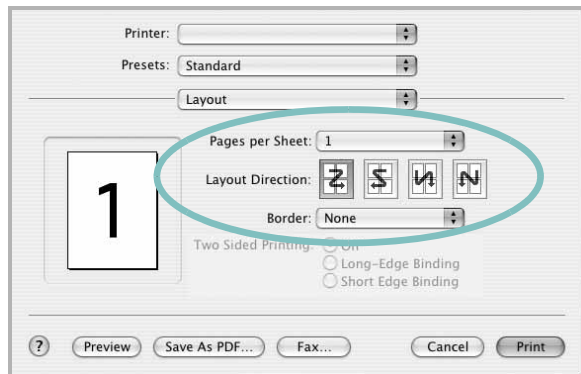 Printer:
Presets: Standard
Layout
Pages per Sheet: 1
Layout Direction:
Border: None
1
Two Sided Printing: Off
Long-Edge Binding
Short Edge Binding
? Preview Save As PDF... Fax... Cancel Print